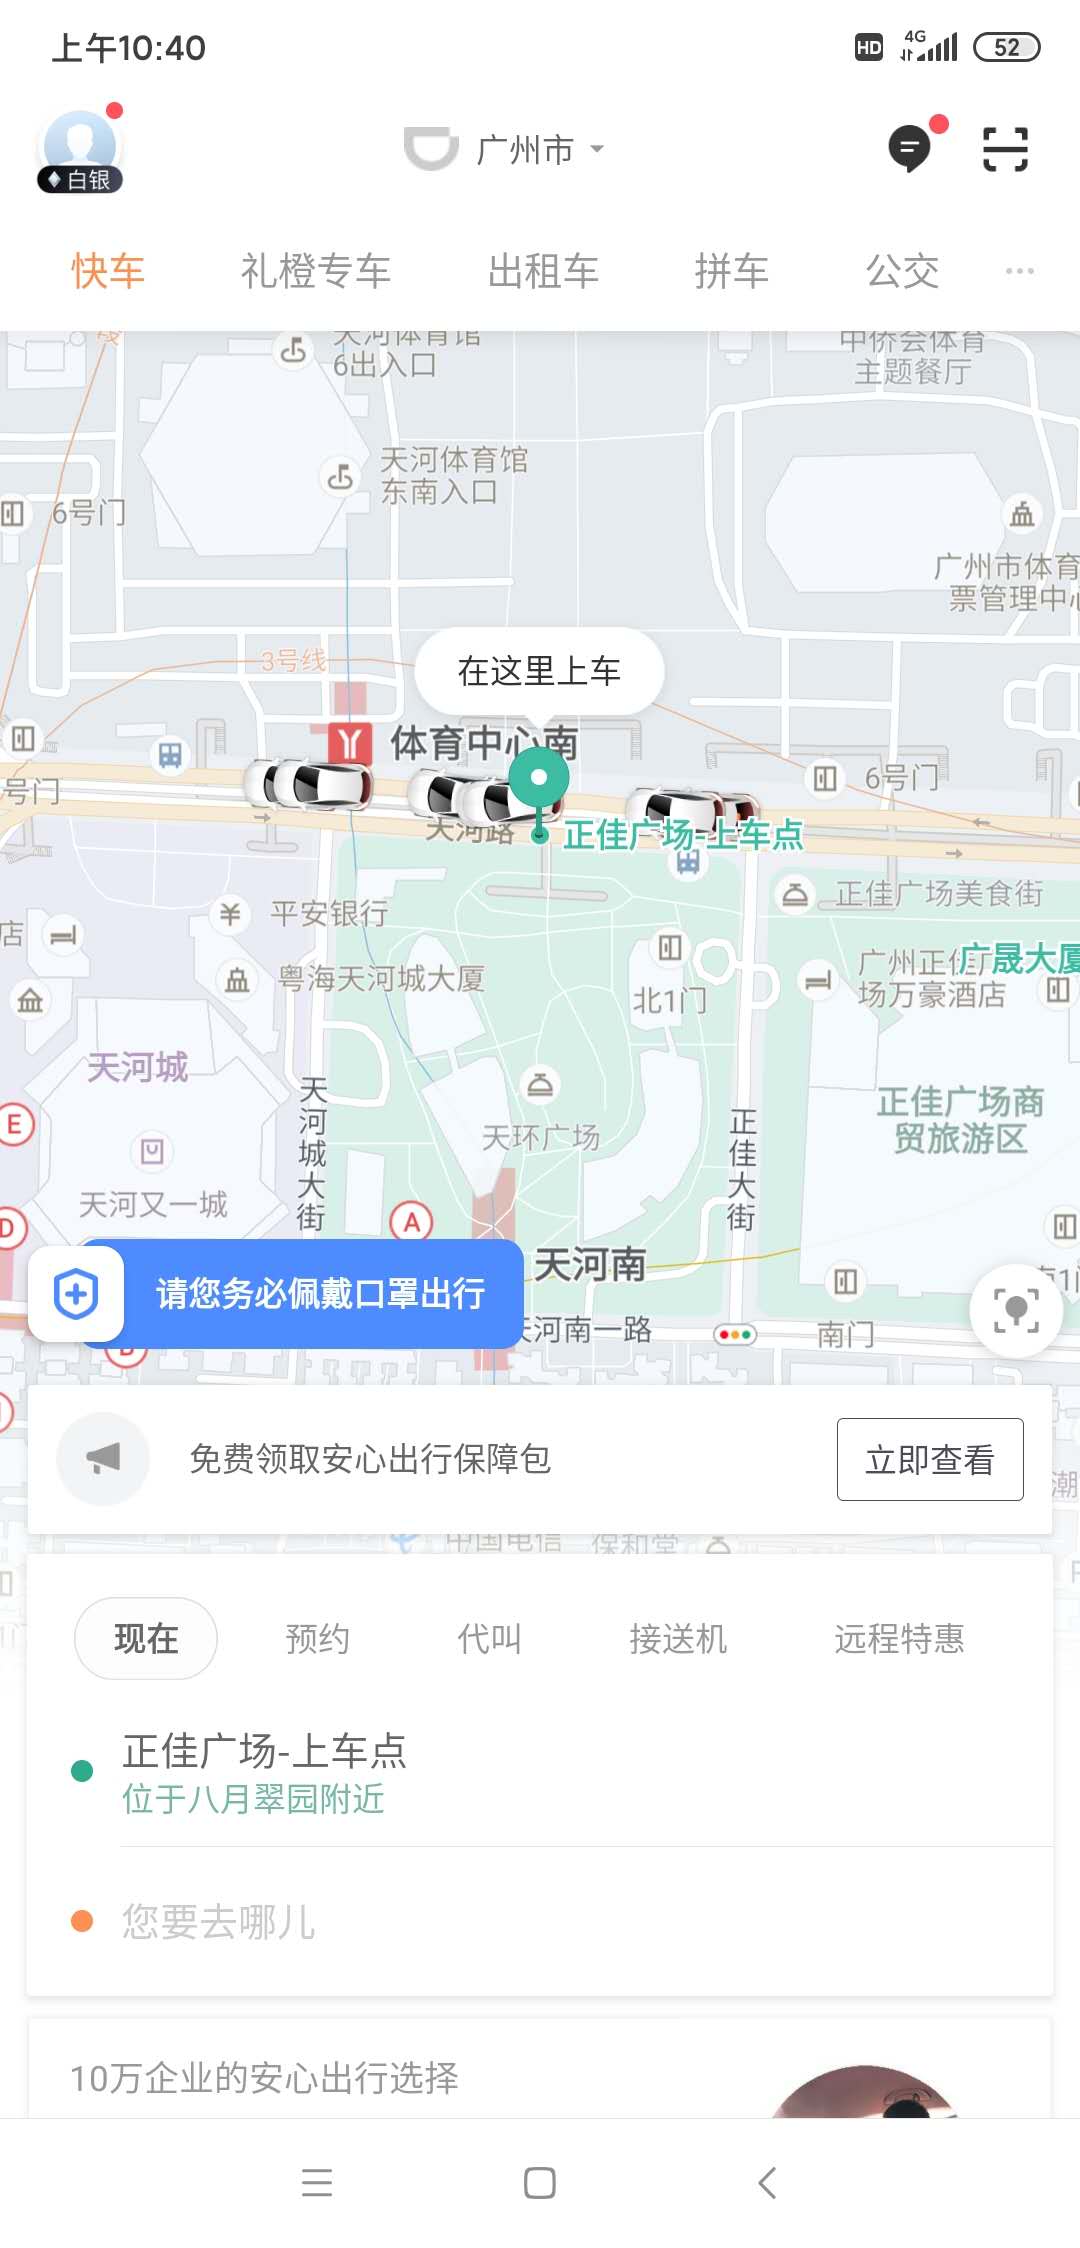 上午10:40
HD 4G 52
白银
广州市
快车 礼橙专车 出租车 拼车 公交
天河体育馆
6出入口
中侨会体育
主题餐厅
天河体育馆
东南入口
6号门
广州市体育
票管理中心
3号线
在这里上车
体育中心南
号门
6号门
天河路
正佳广场-上车点
正佳广场美食街
平安银行
店
广晟大厦
广州正佳广
场万豪酒店
粤海天河城大厦
北1门
天河城
天河城大街
正佳大街
正佳广场商
贸旅游区
E
天环广场
天河又一城
D
A
天河南
请您务必佩戴口罩出行
天河南一路
南门
B
免费领取安心出行保障包
立即查看
潮
中国电信
保和堂
现在 预约 代叫 接送机 远程特惠
正佳广场-上车点
位于八月翠园附近
您要去哪儿
10万企业的安心出行选择